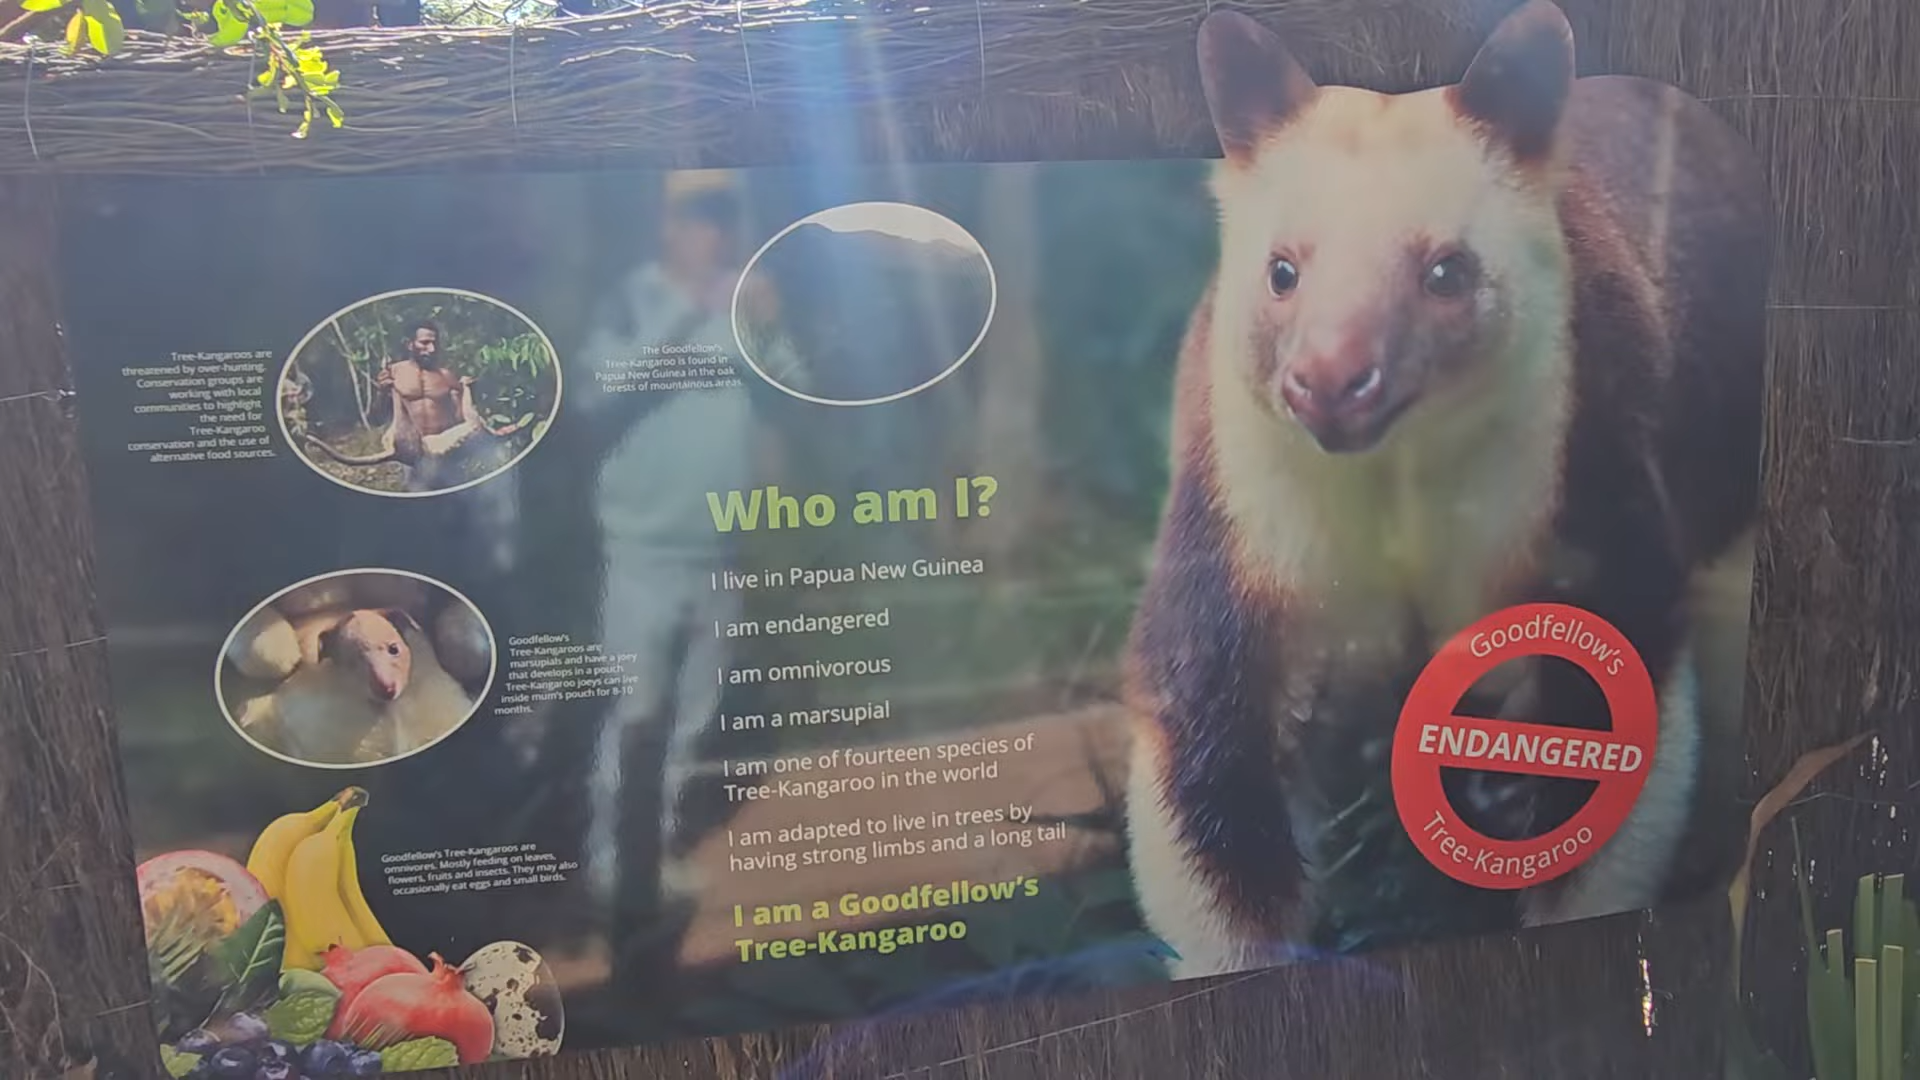 Tree-Kangaroos are
threatened by over-hunting.
Conservation groups are
working with local
communities to highlight
the need for
Tree-Kangaroo
conservation and the use of
alternative food sources.
The Goodfellow's
Tree-Kangaroo is found in
Papua New Guinea in the oak
forests of mountainous areas.
Goodfellow's
Tree-Kangaroos are
marsupials and have a joey
that develops in a pouch.
Tree-Kangaroo joeys can live
inside mum's pouch for 8-10
months.
Goodfellow's Tree-Kangaroos are
omnivores. Mostly feeding on leaves,
flowers, fruits and insects. They may also
occasionally eat eggs and small birds.
Who am I?
I live in Papua New Guinea
I am endangered
I am omnivorous
I am a marsupial
I am one of fourteen species of
Tree-Kangaroo in the world
I am adapted to live in trees by
having strong limbs and a long tail
I am a Goodfellow's
Tree-Kangaroo
Goodfellow's
ENDANGERED
Tree-Kangaroo